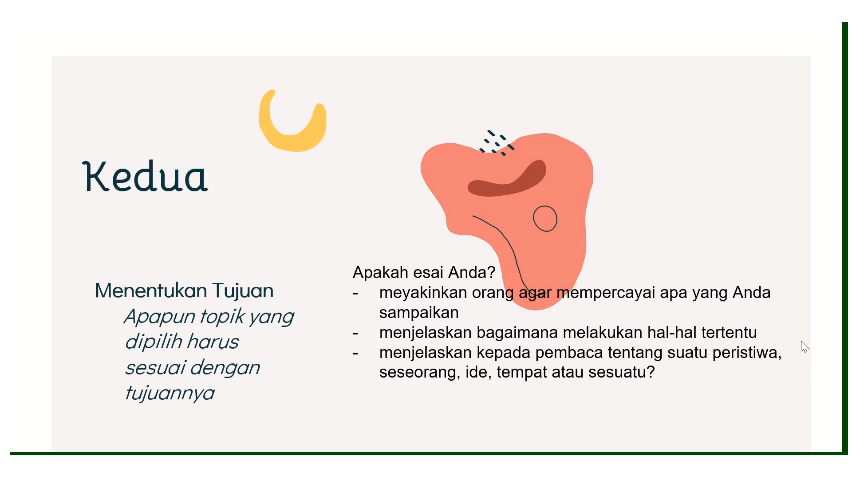 Kedua
Menentukan Tujuan
Apapun topik yang
dipilih harus
sesuai dengan
tujuannya
Apakah esai Anda?
- meyakinkan orang agar mempercayai apa yang Anda
sampaikan
- menjelaskan bagaimana melakukan hal-hal tertentu
- menjelaskan kepada pembaca tentang suatu peristiwa,
seseorang, ide, tempat atau sesuatu?